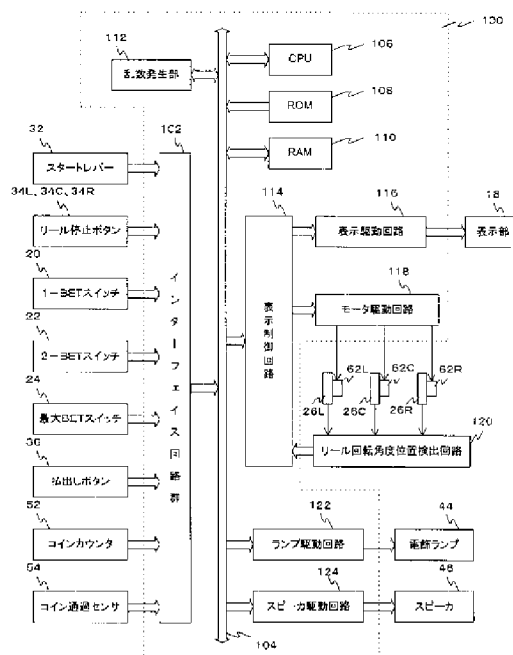 100
112
106
乱数発生部
CPU
108
ROM
32
102
110
RAM
スタートレバー
34L、34C、34R
114
116
18
リール停止ボタン
表示駆動回路
表示部
20
118
1-BETスイッチ
モータ駆動回路
22
インターフェイス回路群
表示制御回路
2-BETスイッチ
62L
62C
62R
24
26L
26C
26R
120
最大BETスイッチ
リール回転角度位置検出回路
36
払出しボタン
52
122
44
コインカウンタ
ランプ駆動回路
電飾ランプ
54
124
46
コイン通過センサ
スピーカ駆動回路
スピーカ
104